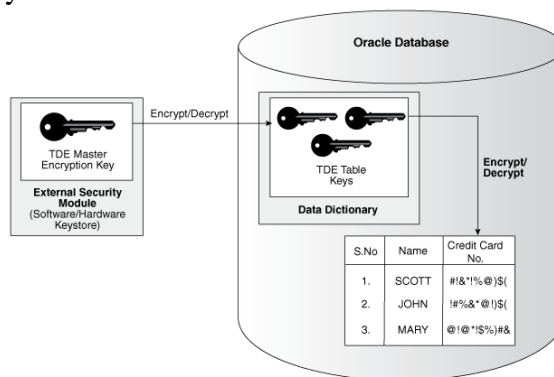 Oracle Database
Encrypt/Decrypt
TDE Master
Encryption Key
External Security
Module
(Software/Hardware
Keystore)
TDE Table
Keys
Data Dictionary
Encrypt/
Decrypt
S.No Name Credit Card
No.
1. SCOTT #!&*!%@)$(
2. JOHN !#%&*@!)$(
3. MARY @!@*!$%)#&